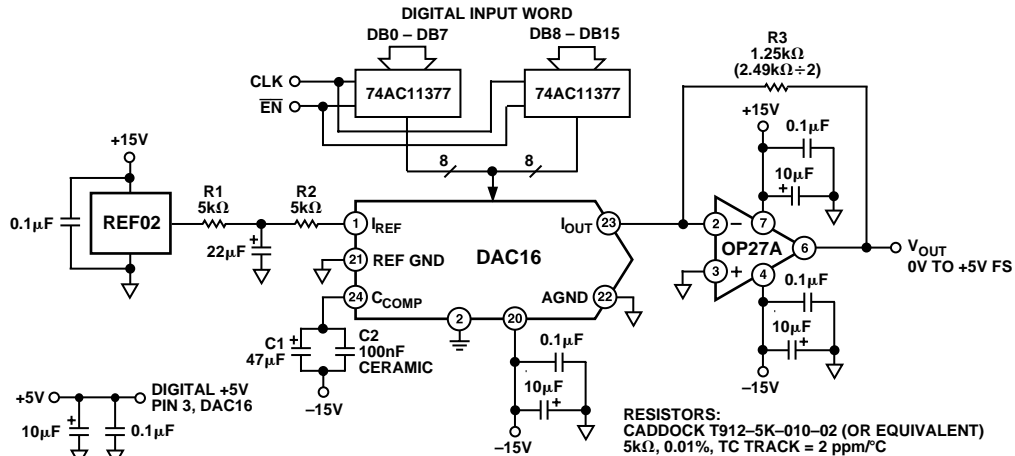 DIGITAL INPUT WORD
DB0 – DB7
DB8 – DB15
CLK
EN
74AC11377
74AC11377
8
8
R3
1.25kΩ
(2.49kΩ÷2)
+15V
0.1µF
10µF
+
+15V
0.1µF
REF02
R1
5kΩ
+
22µF
R2
5kΩ
1
IREF
21
REF GND
24
CCOMP
DAC16
IOUT
23
AGND
22
2
20
2
–
3
+
7
OP27A
4
6
VOUT
0V TO +5V FS
0.1µF
10µF
+
–15V
C1
47µF
+
C2
100nF
CERAMIC
–15V
0.1µF
10µF
+
–15V
+5V
DIGITAL +5V
PIN 3, DAC16
10µF
+
0.1µF
RESISTORS:
CADDOCK T912–5K–010–02 (OR EQUIVALENT)
5kΩ, 0.01%, TC TRACK = 2 ppm/°C